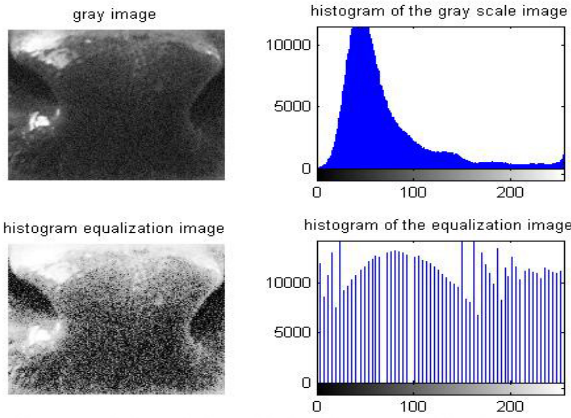 gray image
histogram of the gray scale image
10000
5000
0
0 100 200
histogram equalization image
histogram of the equalization image
10000
5000
0
0 100 200